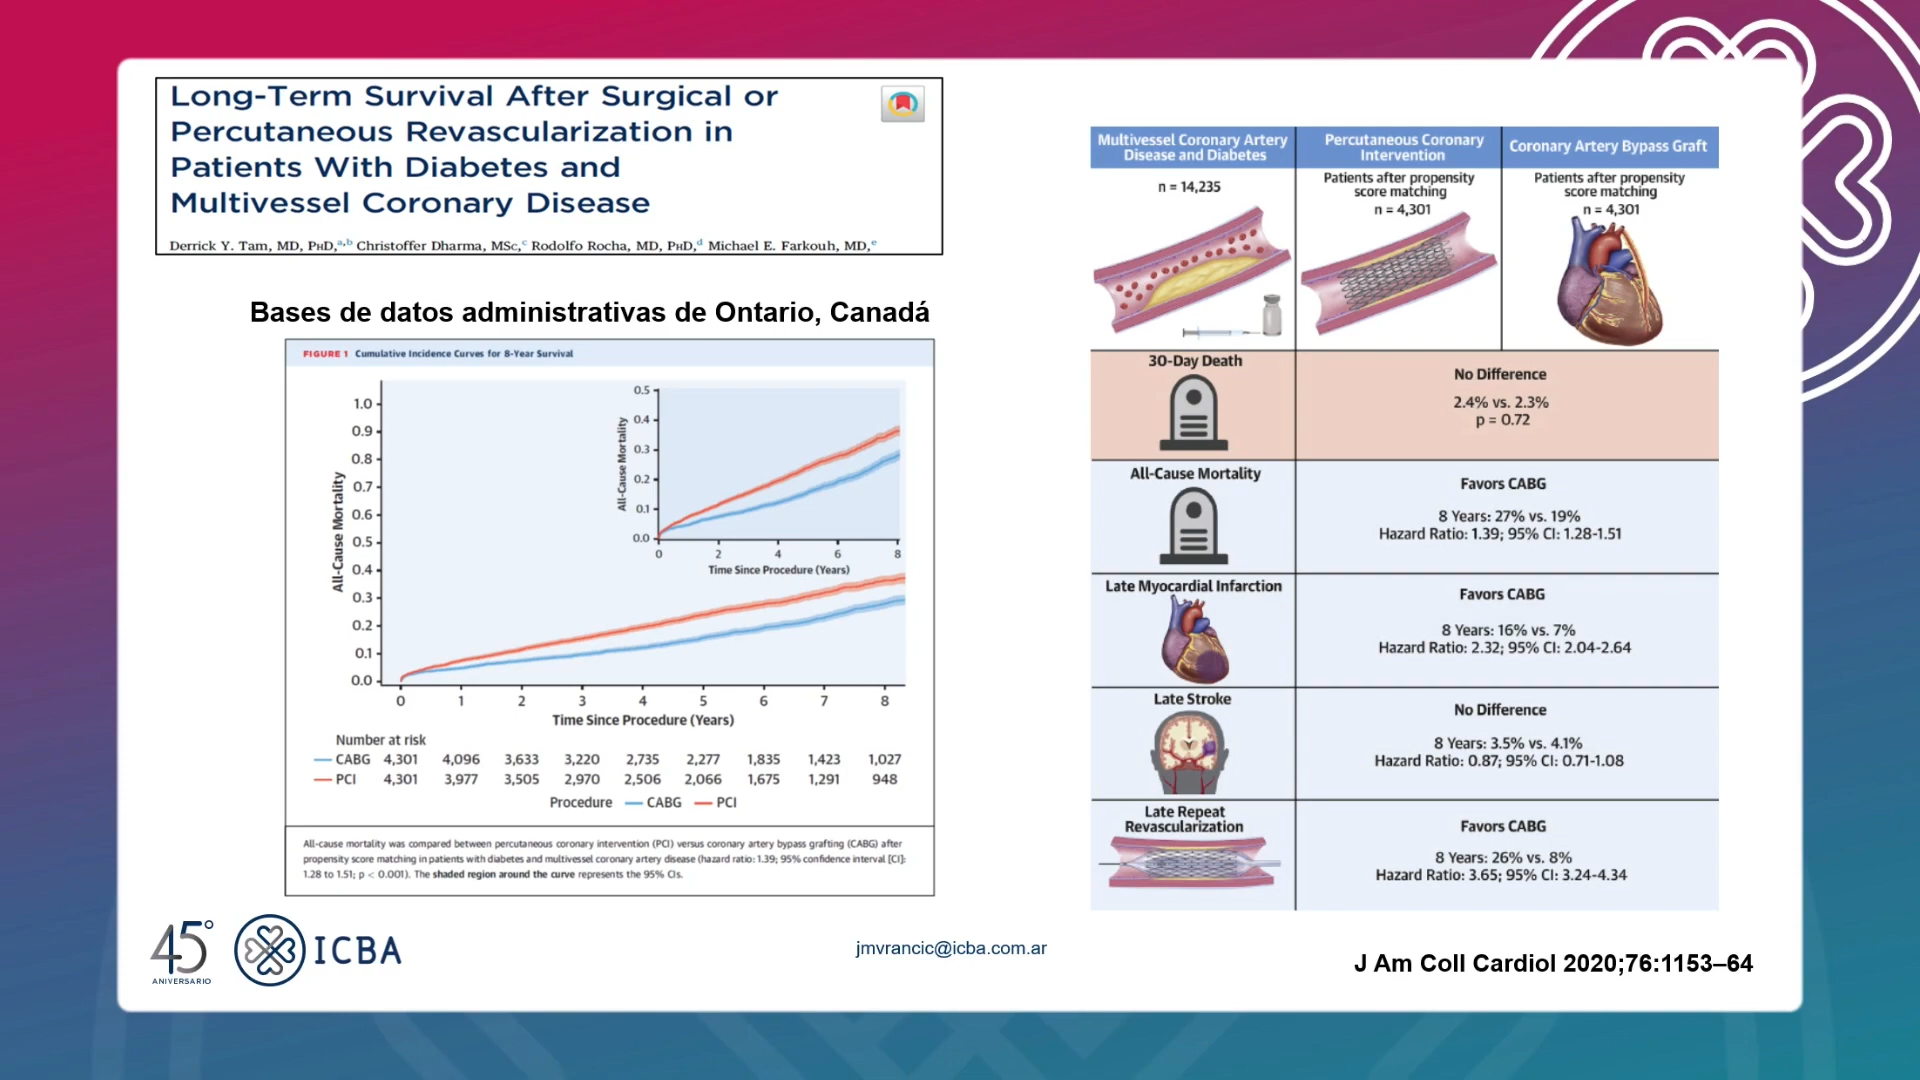 Long-Term Survival After Surgical or
Percutaneous Revascularization in
Patients With Diabetes and
Multivessel Coronary Disease
Derrick Y. Tam, MD, PhD,a,b Christoffer Dharma, MSc,c Rodolfo Rocha, MD, PhD,d Michael E. Farkouh, MD,e
Bases de datos administrativas de Ontario, Canadá
FIGURE 1 Cumulative Incidence Curves for 8-Year Survival
All-Cause Mortality
1.0
0.9
0.8
0.7
0.6
0.5
0.4
0.3
0.2
0.1
0.0
0 1 2 3 4 5 6 7 8
Time Since Procedure (Years)
All-Cause Mortality
0.5
0.4
0.3
0.2
0.1
0.0
0 2 4 6 8
Time Since Procedure (Years)
Number at risk
CABG 4,301 4,096 3,633 3,220 2,735 2,277 1,835 1,423 1,027
PCI 4,301 3,977 3,505 2,970 2,506 2,066 1,675 1,291 948
Procedure CABG PCI
All-cause mortality was compared between percutaneous coronary intervention (PCI) versus coronary artery bypass grafting (CABG) after
propensity score matching in patients with diabetes and multivessel coronary artery disease (hazard ratio: 1.39; 95% confidence interval [CI]:
1.28 to 1.51; p < 0.001). The shaded region around the curve represents the 95% CIs.
Multivessel Coronary Artery
Disease and Diabetes
Percutaneous Coronary
Intervention
Coronary Artery Bypass Graft
n = 14,235
Patients after propensity
score matching
n = 4,301
Patients after propensity
score matching
n = 4,301
30-Day Death
No Difference
2.4% vs. 2.3%
p = 0.72
All-Cause Mortality
Favors CABG
8 Years: 27% vs. 19%
Hazard Ratio: 1.39; 95% CI: 1.28-1.51
Late Myocardial Infarction
Favors CABG
8 Years: 16% vs. 7%
Hazard Ratio: 2.32; 95% CI: 2.04-2.64
Late Stroke
No Difference
8 Years: 3.5% vs. 4.1%
Hazard Ratio: 0.87; 95% CI: 0.71-1.08
Late Repeat
Revascularization
Favors CABG
8 Years: 26% vs. 8%
Hazard Ratio: 3.65; 95% CI: 3.24-4.34
45°
ANIVERSARIO
ICBA
jmvrancic@icba.com.ar
J Am Coll Cardiol 2020;76:1153–64